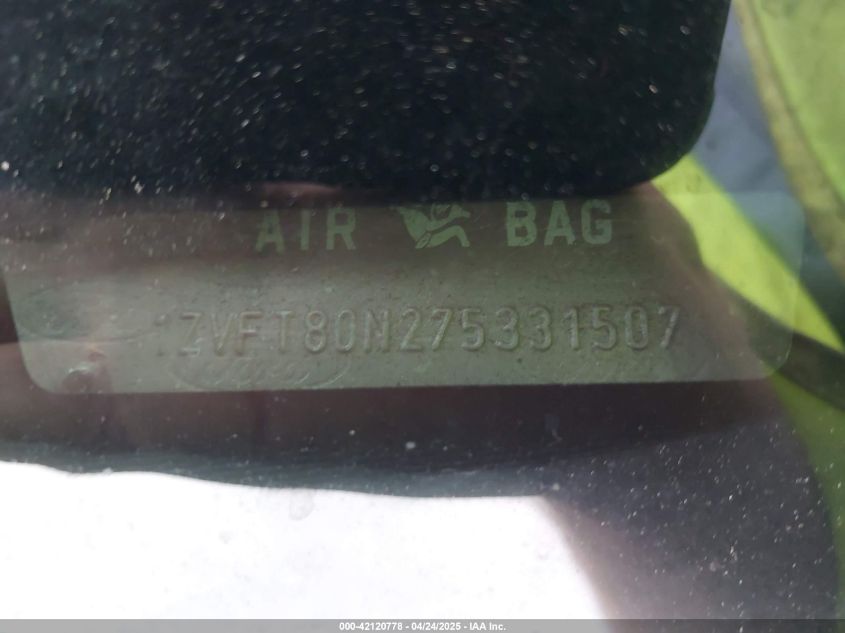 AIR BAG
1ZVFT80N275331507
000-42120778 - 04/24/2025 - IAA Inc.